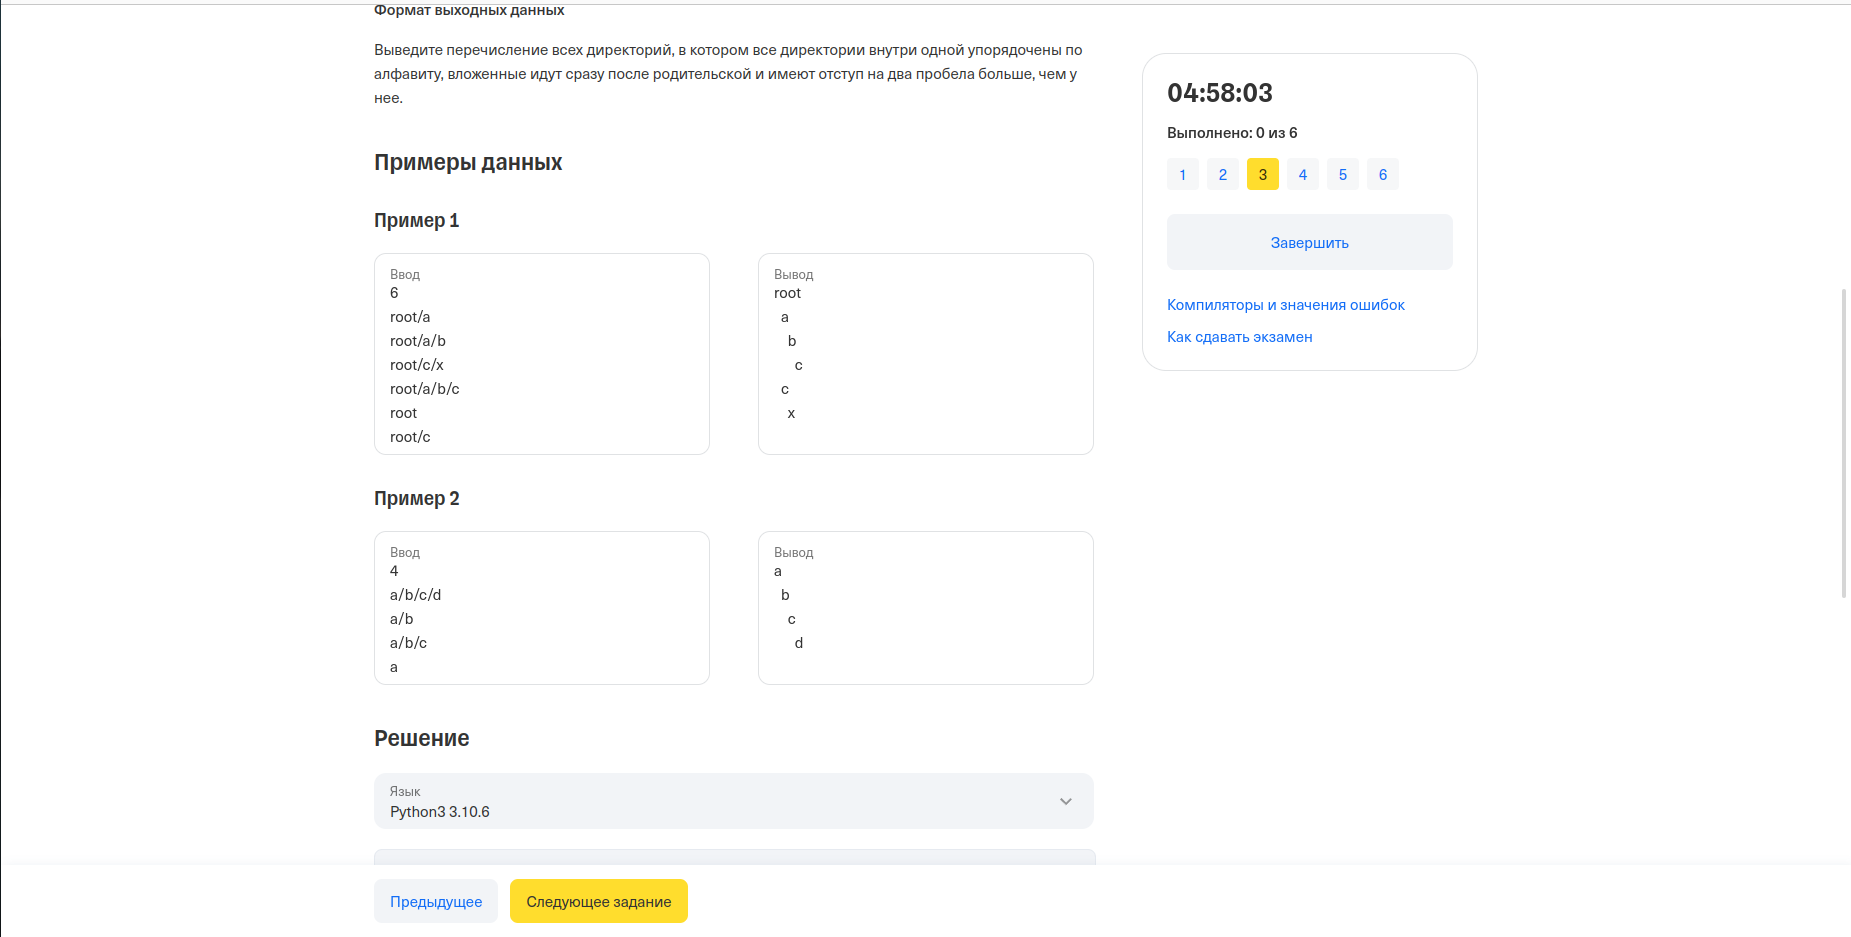 Формат выходных данных
Выведите перечисление всех директорий, в котором все директории внутри одной упорядочены по
алфавиту, вложенные идут сразу после родительской и имеют отступ на два пробела больше, чем у
нее.
Примеры данных
Пример 1
Ввод
6
root/a
root/a/b
root/c/x
root/a/b/c
root
root/c
Вывод
root
  a
    b
      c
  c
    x
Пример 2
Ввод
4
a/b/c/d
a/b
a/b/c
a
Вывод
a
  b
    c
      d
Решение
Язык
Python3 3.10.6
Предыдущее
Следующее задание
04:58:03
Выполнено: 0 из 6
1 2 3 4 5 6
Завершить
Компиляторы и значения ошибок
Как сдавать экзамен